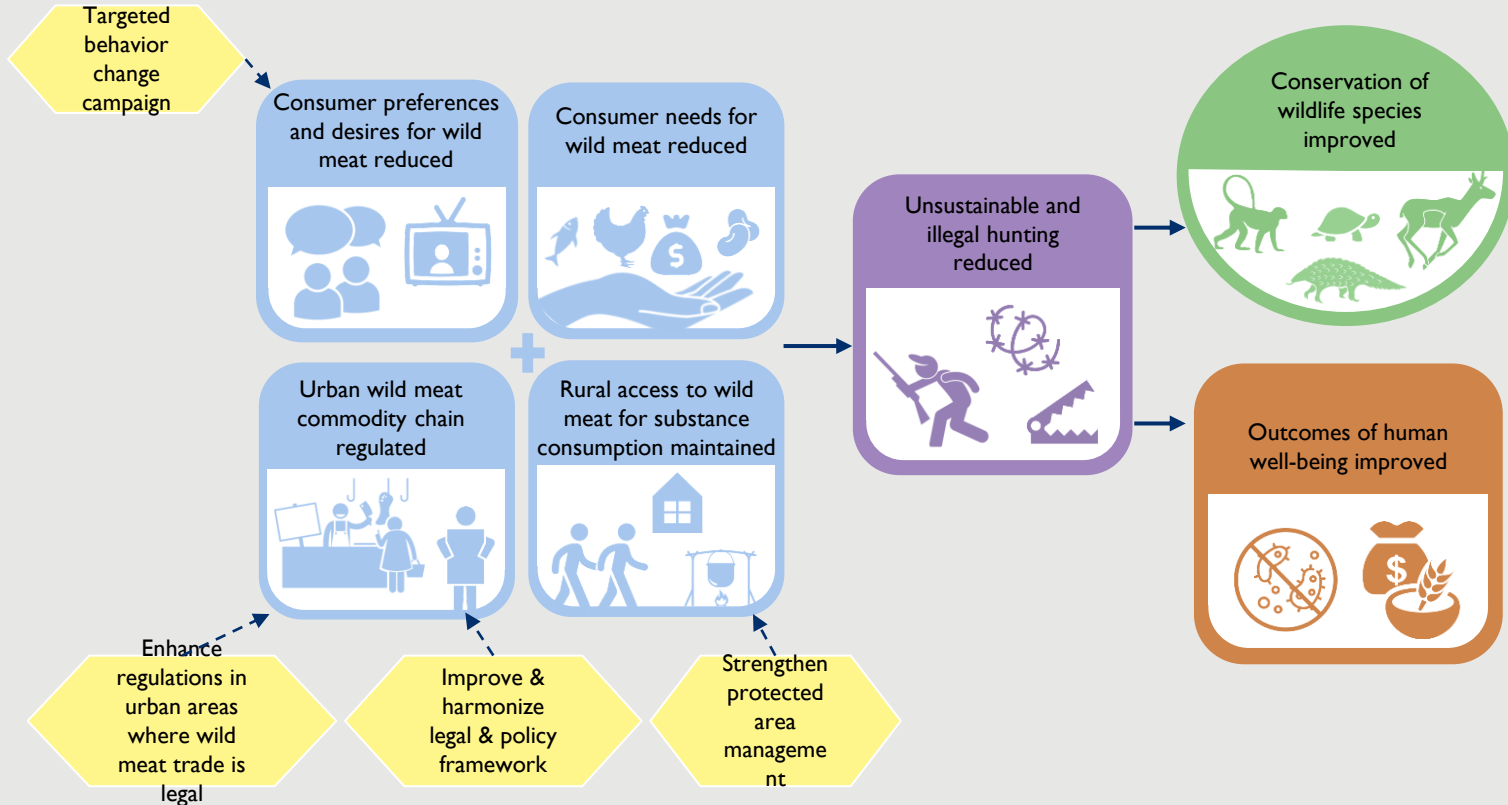 Targeted
behavior
change
campaign
Consumer preferences
and desires for wild
meat reduced
Consumer needs for
wild meat reduced
$
Urban wild meat
commodity chain
regulated
Rural access to wild
meat for substance
consumption maintained
Unsustainable and
illegal hunting
reduced
Conservation of
wildlife species
improved
Outcomes of human
well-being improved
$
Enhance
regulations in
urban areas
where wild
meat trade is
legal
Improve &
harmonize
legal & policy
framework
Strengthen
protected
area
manageme
nt